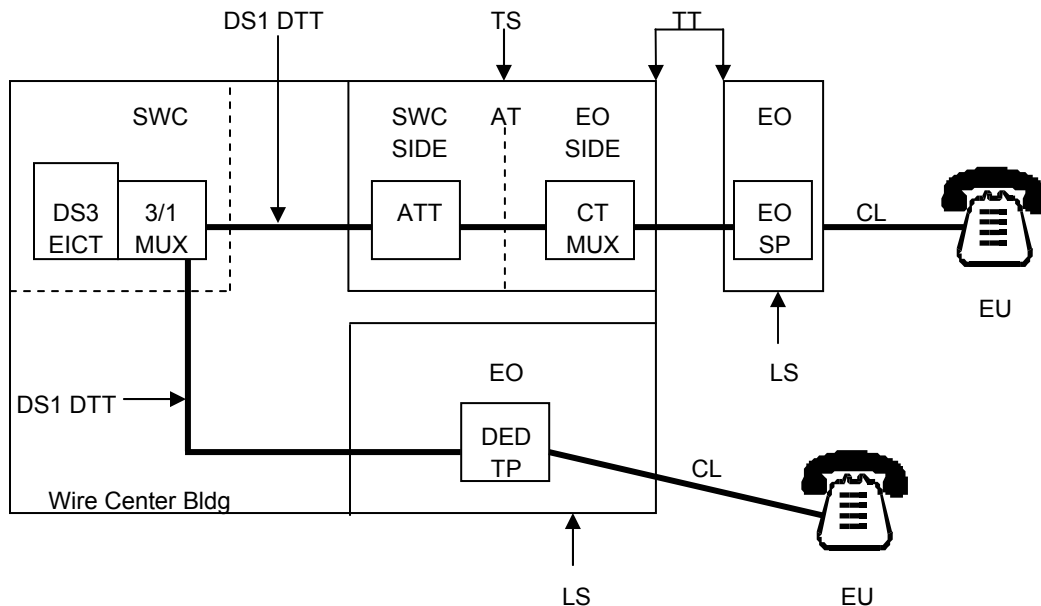 DS1 DTT
TS
TT
SWC
SWC
SIDE
AT
EO
SIDE
EO
DS3
EICT
3/1
MUX
ATT
CT
MUX
EO
SP
CL
EU
LS
EO
DS1 DTT
DED
TP
CL
Wire Center Bldg
LS
EU